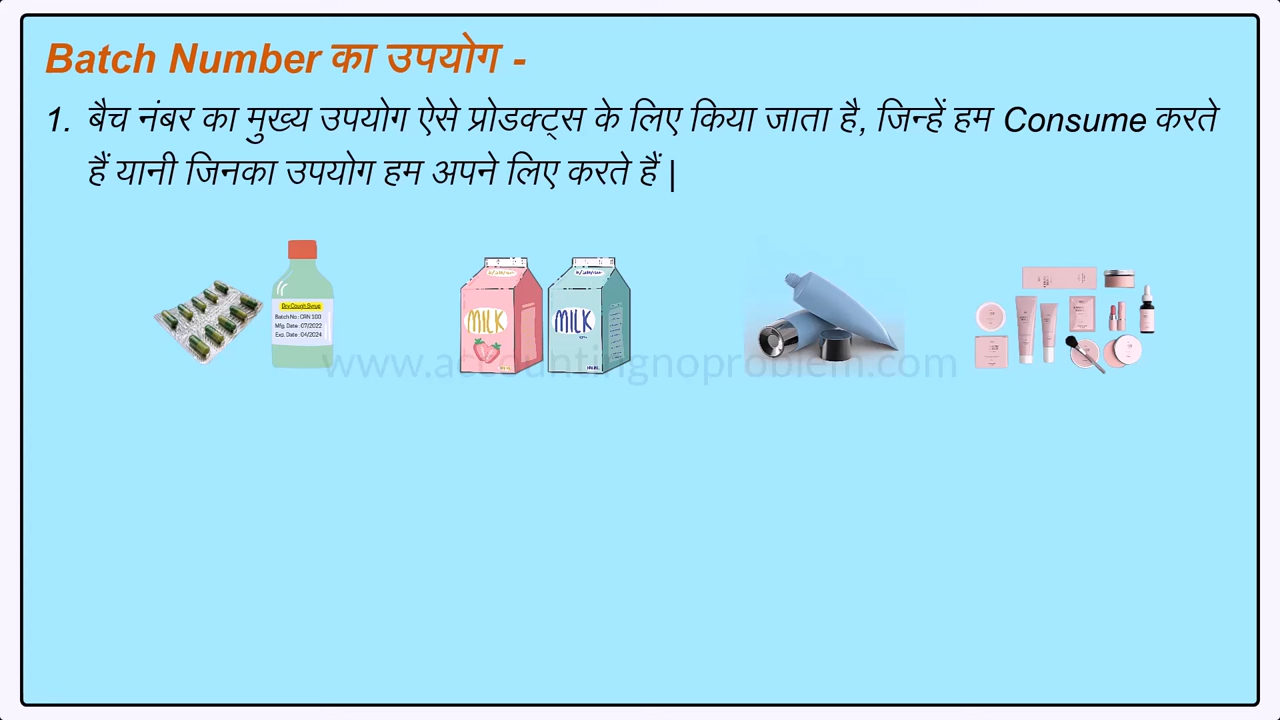 Batch Number का उपयोग -
1. बैच नंबर का मुख्य उपयोग ऐसे प्रोडक्ट्स के लिए किया जाता है, जिन्हें हम Consume करते
हैं यानी जिनका उपयोग हम अपने लिए करते हैं |
Dry Cough Syrup
Batch No : CRN 103
Mfg. Date : 07/2022
Exp. Date : 04/2024
MILK
MILK
www.accountingnoproblem.com